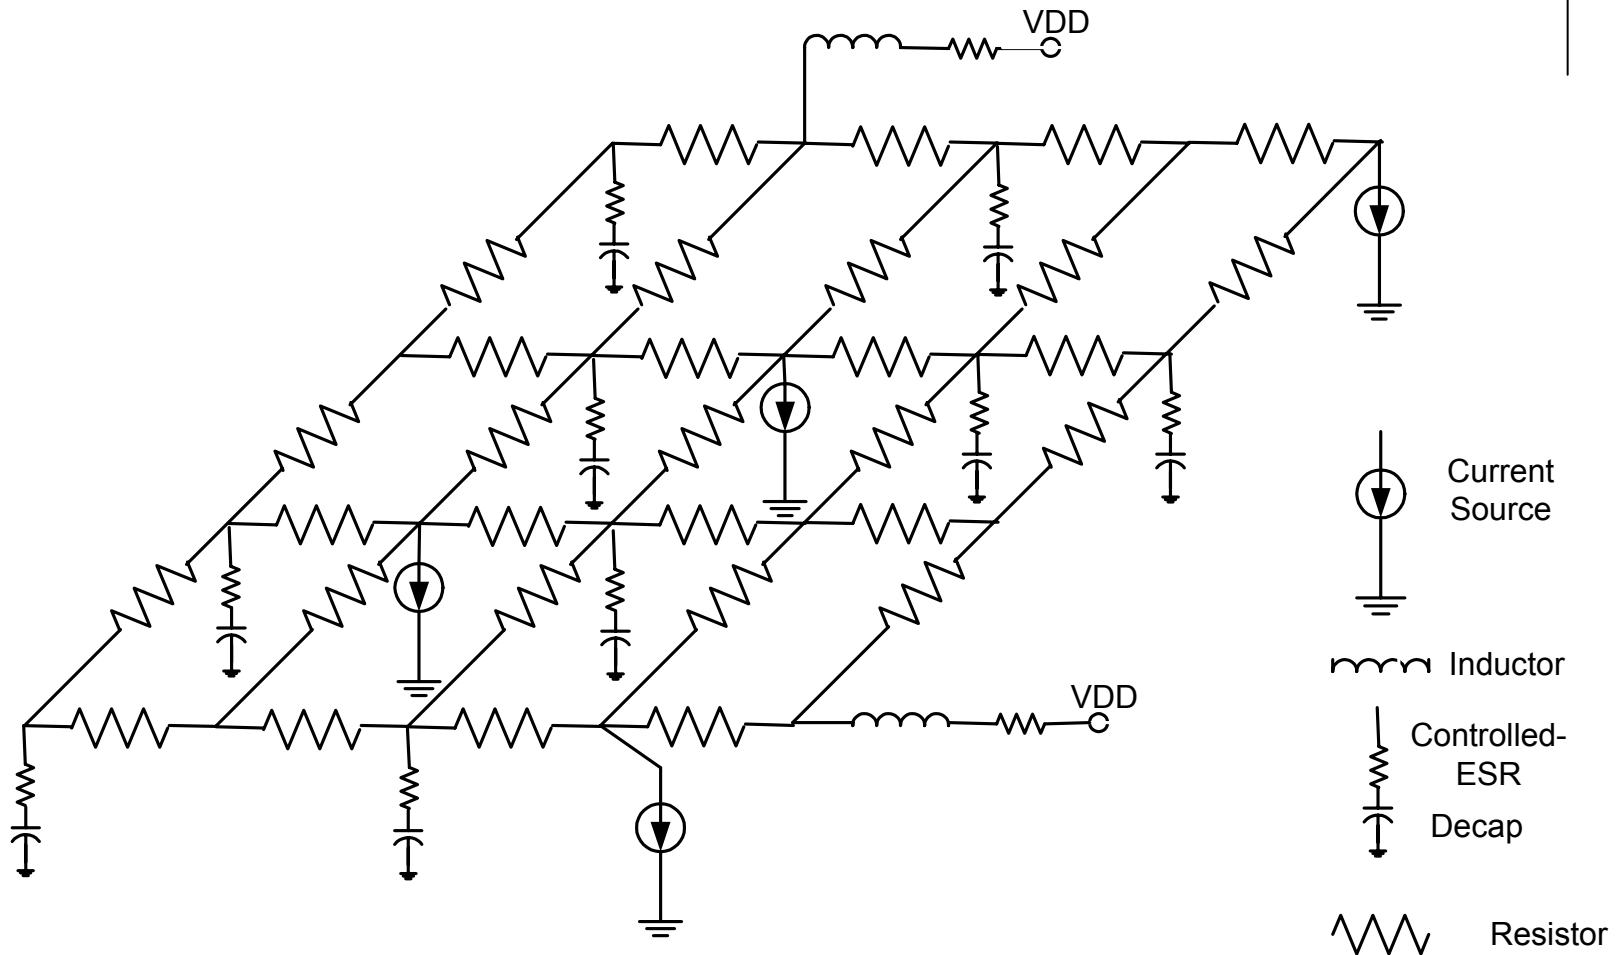 VDD
Current
Source
Inductor
VDD
Controlled-
ESR
Decap
Resistor